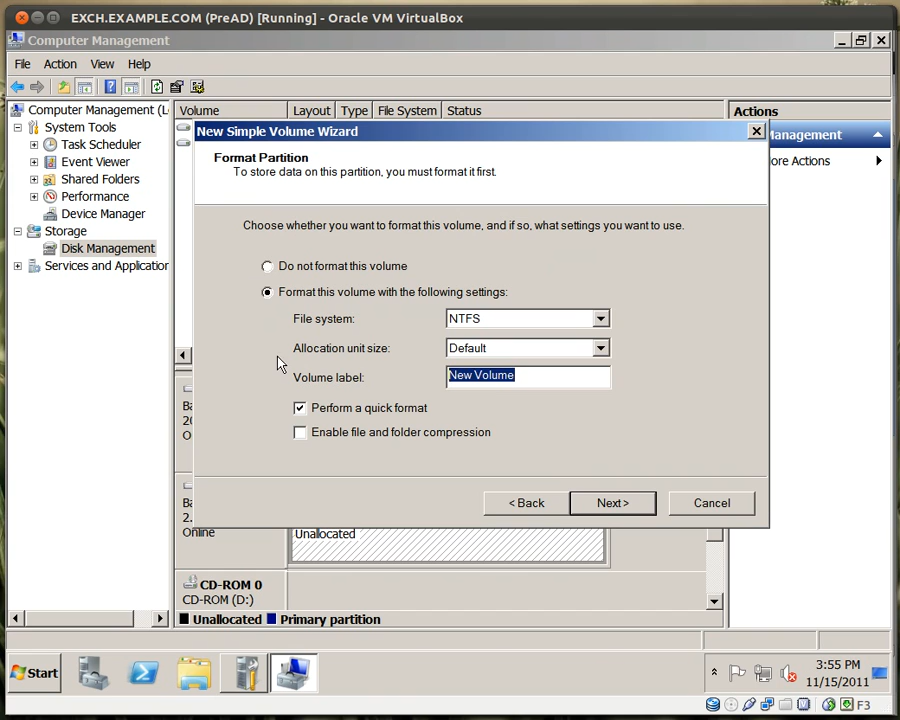 EXCH.EXAMPLE.COM (PreAD) [Running] - Oracle VM VirtualBox
Computer Management
File Action View Help
Computer Management (L
System Tools
Task Scheduler
Event Viewer
Shared Folders
Performance
Device Manager
Storage
Disk Management
Services and Application
Volume Layout Type File System Status
Actions
Management
ore Actions
New Simple Volume Wizard
Format Partition
To store data on this partition, you must format it first.
Choose whether you want to format this volume, and if so, what settings you want to use.
Do not format this volume
Format this volume with the following settings:
File system: NTFS
Allocation unit size: Default
Volume label: New Volume
Perform a quick format
Enable file and folder compression
< Back Next > Cancel
Ba
20
O
Ba
2.
Online
Unallocated
CD-ROM 0
CD-ROM (D:)
Unallocated Primary partition
Start
3:55 PM
11/15/2011
F3